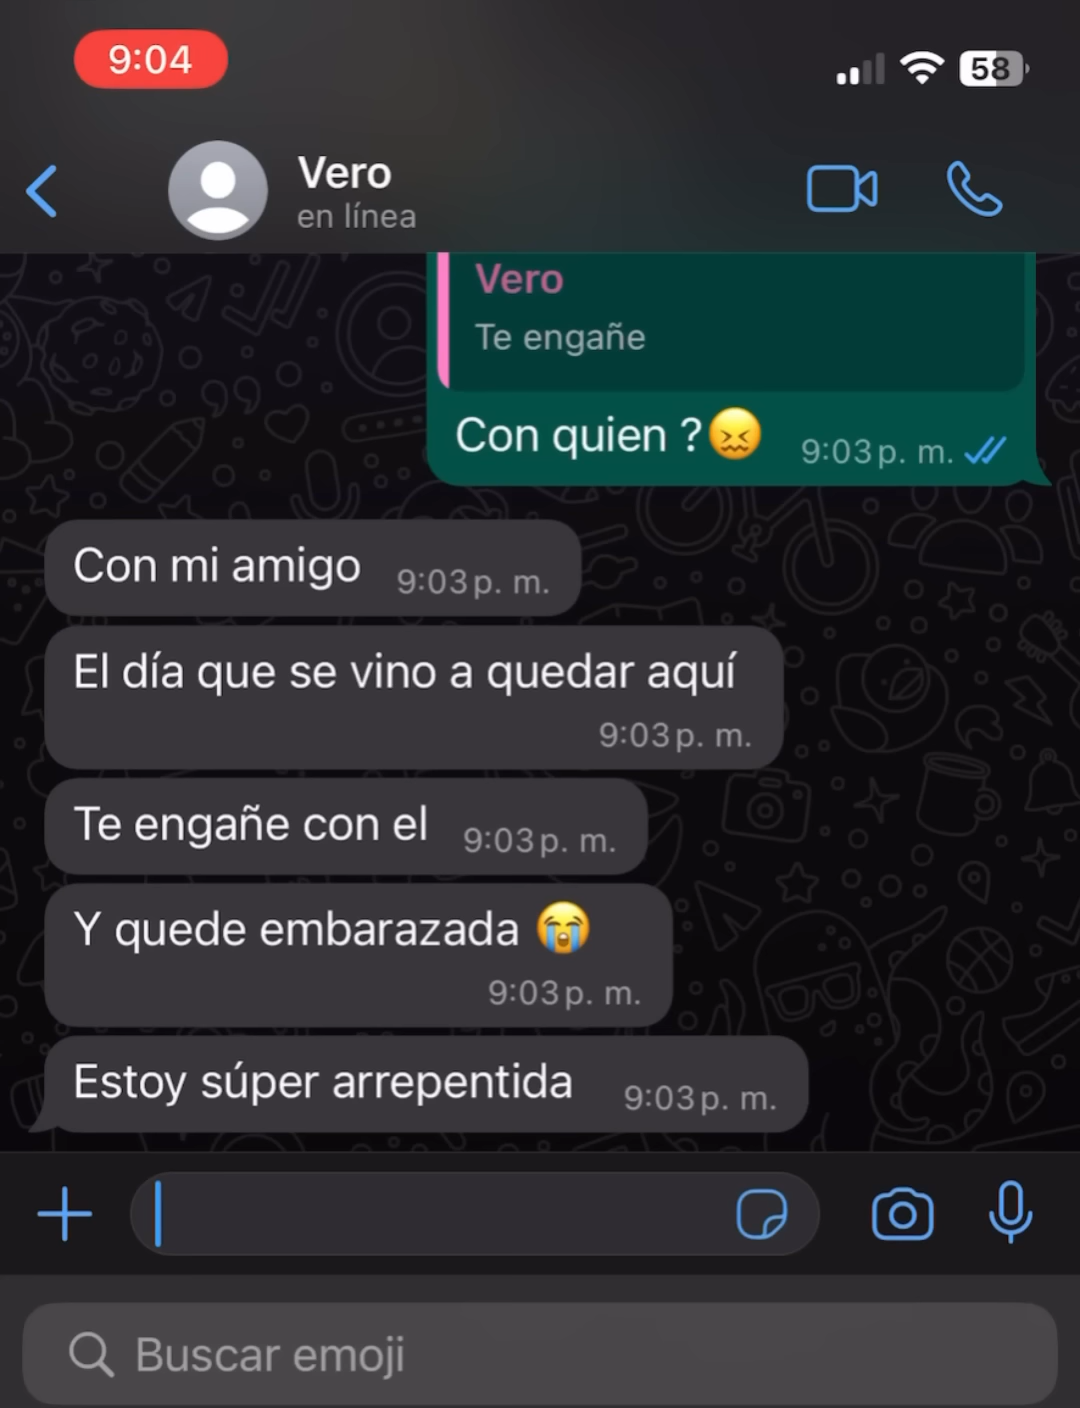 9:04
58
Vero
en línea
Vero
Te engañe
Con quien ?😖 9:03 p. m.
Con mi amigo 9:03 p. m.
El día que se vino a quedar aquí
9:03 p. m.
Te engañe con el 9:03 p. m.
Y quede embarazada 😭
9:03 p. m.
Estoy súper arrepentida 9:03 p. m.
Buscar emoji